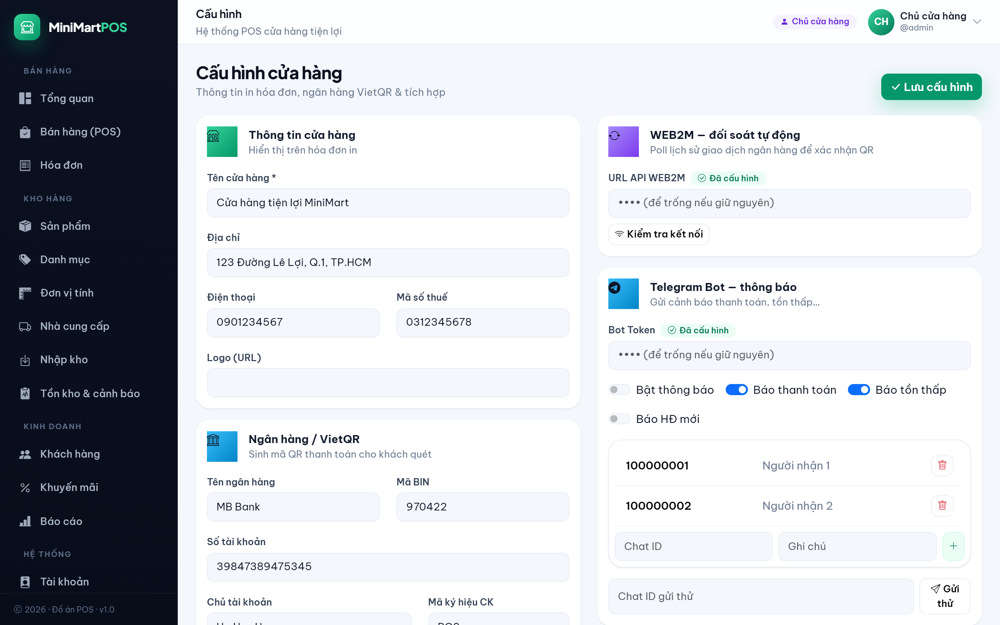 MiniMartPOS
BÁN HÀNG
Tổng quan
Bán hàng (POS)
Hóa đơn
KHO HÀNG
Sản phẩm
Danh mục
Đơn vị tính
Nhà cung cấp
Nhập kho
Tồn kho & cảnh báo
KINH DOANH
Khách hàng
Khuyến mãi
Báo cáo
HỆ THỐNG
Tài khoản
© 2026 · Đồ án POS · v1.0
Cấu hình
Hệ thống POS cửa hàng tiện lợi
Chủ cửa hàng
CH
Chủ cửa hàng
@admin
Cấu hình cửa hàng
Thông tin in hóa đơn, ngân hàng VietQR & tích hợp
Lưu cấu hình
Thông tin cửa hàng
Hiển thị trên hóa đơn in
Tên cửa hàng *
Cửa hàng tiện lợi MiniMart
Địa chỉ
123 Đường Lê Lợi, Q.1, TP.HCM
Điện thoại
Mã số thuế
0901234567
0312345678
Logo (URL)
Ngân hàng / VietQR
Sinh mã QR thanh toán cho khách quét
Tên ngân hàng
Mã BIN
MB Bank
970422
Số tài khoản
39847389475345
Chủ tài khoản
Mã ký hiệu CK
POS
WEB2M — đối soát tự động
Poll lịch sử giao dịch ngân hàng để xác nhận QR
URL API WEB2M
Đã cấu hình
•••• (để trống nếu giữ nguyên)
Kiểm tra kết nối
Telegram Bot — thông báo
Gửi cảnh báo thanh toán, tồn thấp...
Bot Token
Đã cấu hình
•••• (để trống nếu giữ nguyên)
Bật thông báo
Báo thanh toán
Báo tồn thấp
Báo HĐ mới
100000001
Người nhận 1
100000002
Người nhận 2
Chat ID
Ghi chú
Chat ID gửi thử
Gửi
thử